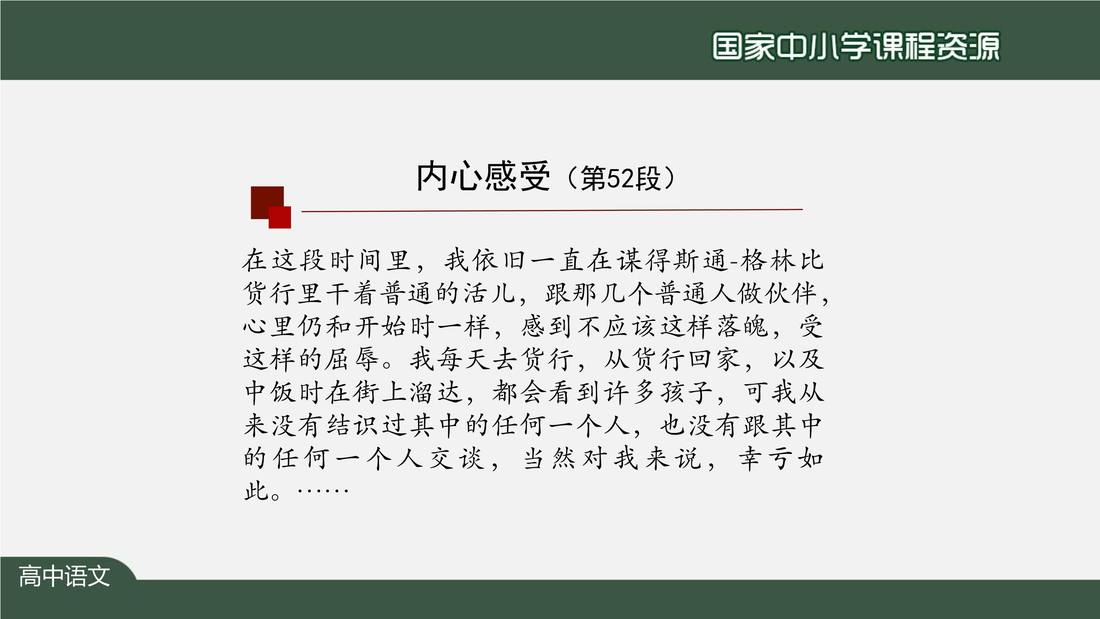 国家中小学课程资源
内心感受（第52段）
在这段时间里，我依旧一直在谋得斯通-格林比
货行里干着普通的活儿，跟那几个普通人做伙伴，
心里仍和开始时一样，感到不应该这样落魄，受
这样的屈辱。我每天去货行，从货行回家，以及
中饭时在街上溜达，都会看到许多孩子，可我从
来没有结识过其中的任何一个人，也没有跟其中
的任何一个人交谈，当然对我来说，幸亏如
此。……
高中语文